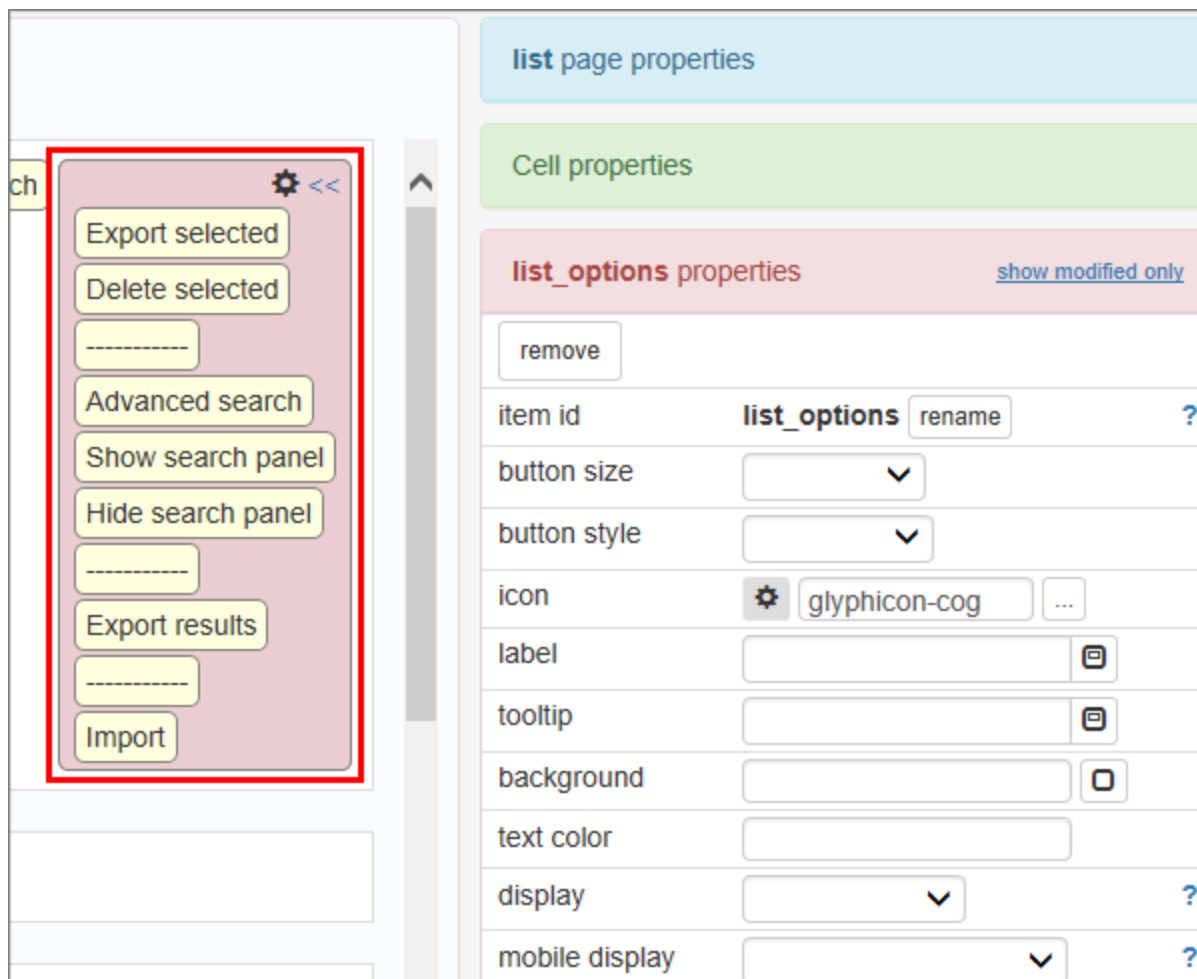 ch
<<
Export selected
Delete selected
-----------
Advanced search
Show search panel
Hide search panel
-----------
Export results
-----------
Import
list page properties
Cell properties
list_options properties show modified only
remove
item id list_options rename ?
button size
button style
icon glyphicon-cog ...
label
tooltip
background
text color
display ?
mobile display ?